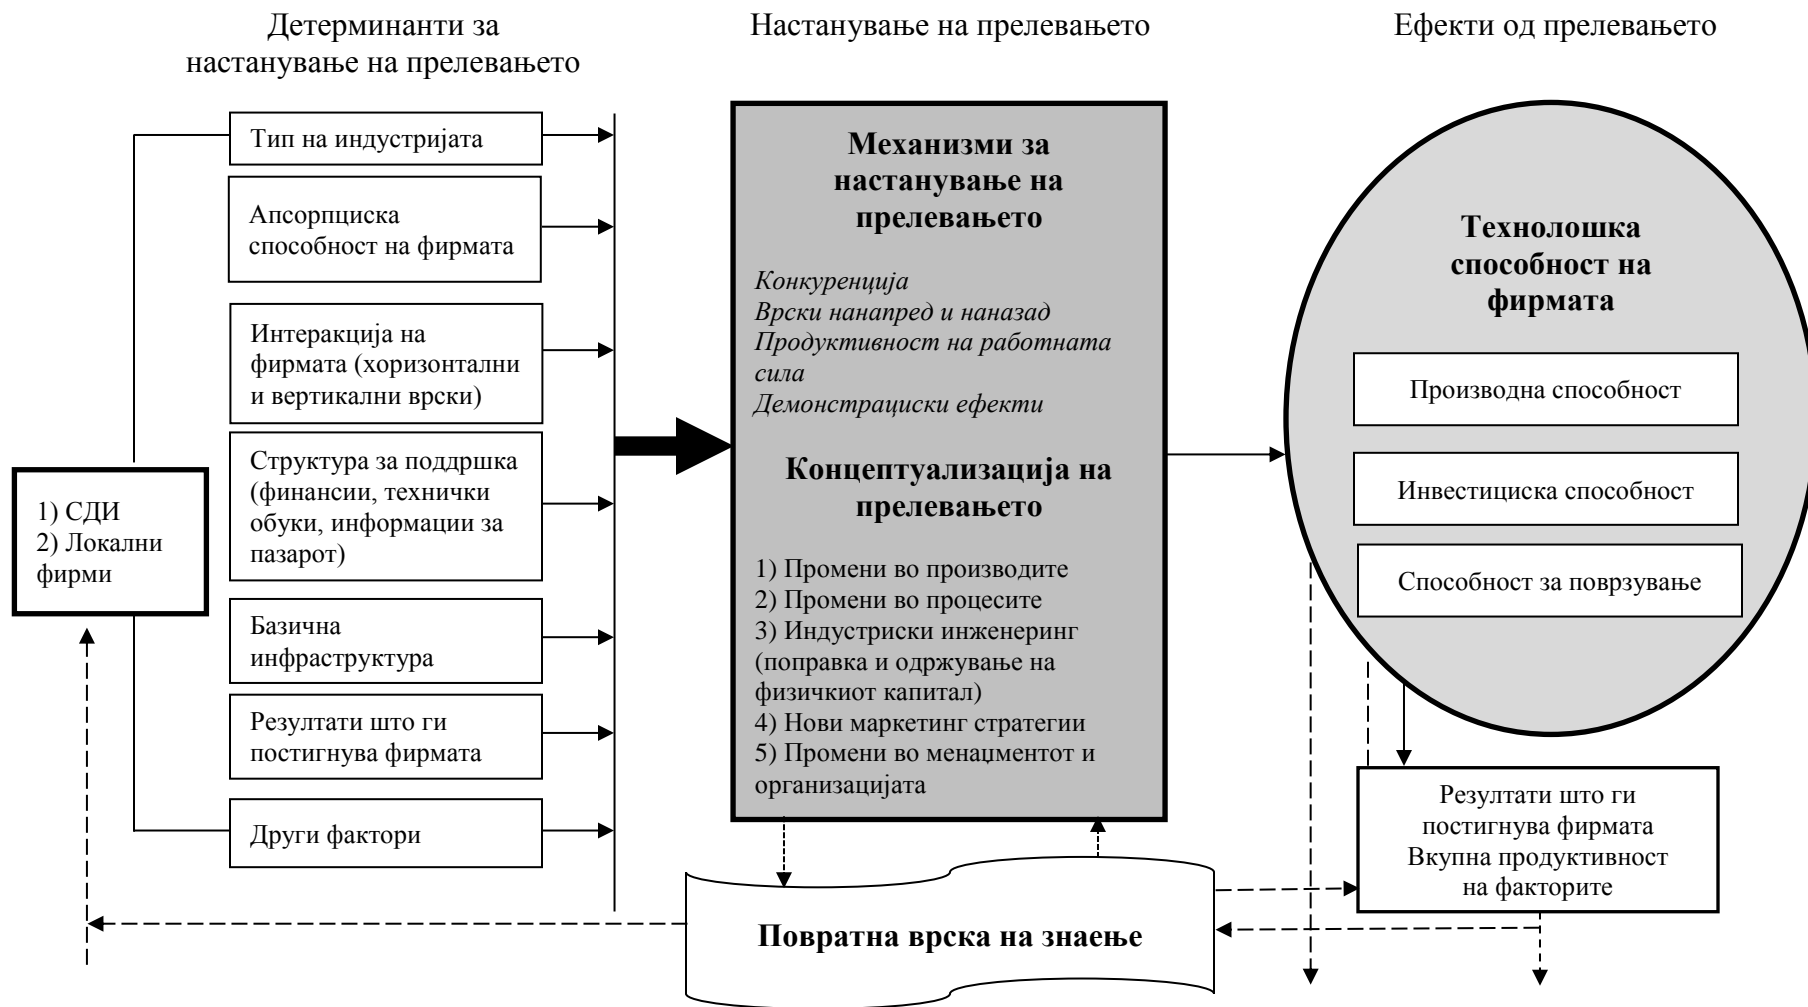 Детерминанти за
настанување на прелевањето
Настанување на прелевањето
Ефекти од прелевањето
1) СДИ
2) Локални
фирми
Тип на индустријата
Апсорпциска
способност на фирмата
Интеракција на
фирмата (хоризонтални
и вертикални врски)
Структура за поддршка
(финансии, технички
обуки, информации за
пазарот)
Базична
инфраструктура
Резултати што ги
постигнува фирмата
Други фактори
Механизми за
настанување на
прелевањето
Конкуренција
Врски нанапред и наназад
Продуктивност на работната
сила
Демонстрациски ефекти
Концептуализација на
прелевањето
1) Промени во производите
2) Промени во процесите
3) Индустриски инженеринг
(поправка и одржување на
физичкиот капитал)
4) Нови маркетинг стратегии
5) Промени во менаџментот и
организацијата
Технолошка
способност на
фирмата
Производна способност
Инвестициска способност
Способност за поврзување
Резултати што ги
постигнува фирмата
Вкупна продуктивност
на факторите
Повратна врска на знаење